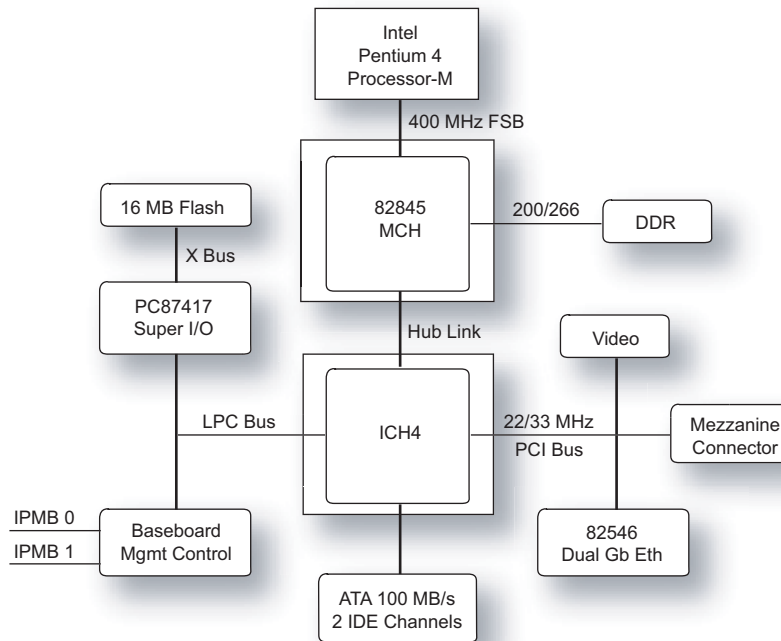 Intel
Pentium 4
Processor-M
400 MHz FSB
82845
MCH
200/266
DDR
16 MB Flash
X Bus
PC87417
Super I/O
Hub Link
Video
LPC Bus
ICH4
22/33 MHz
PCI Bus
Mezzanine
Connector
IPMB 0
IPMB 1
Baseboard
Mgmt Control
82546
Dual Gb Eth
ATA 100 MB/s
2 IDE Channels